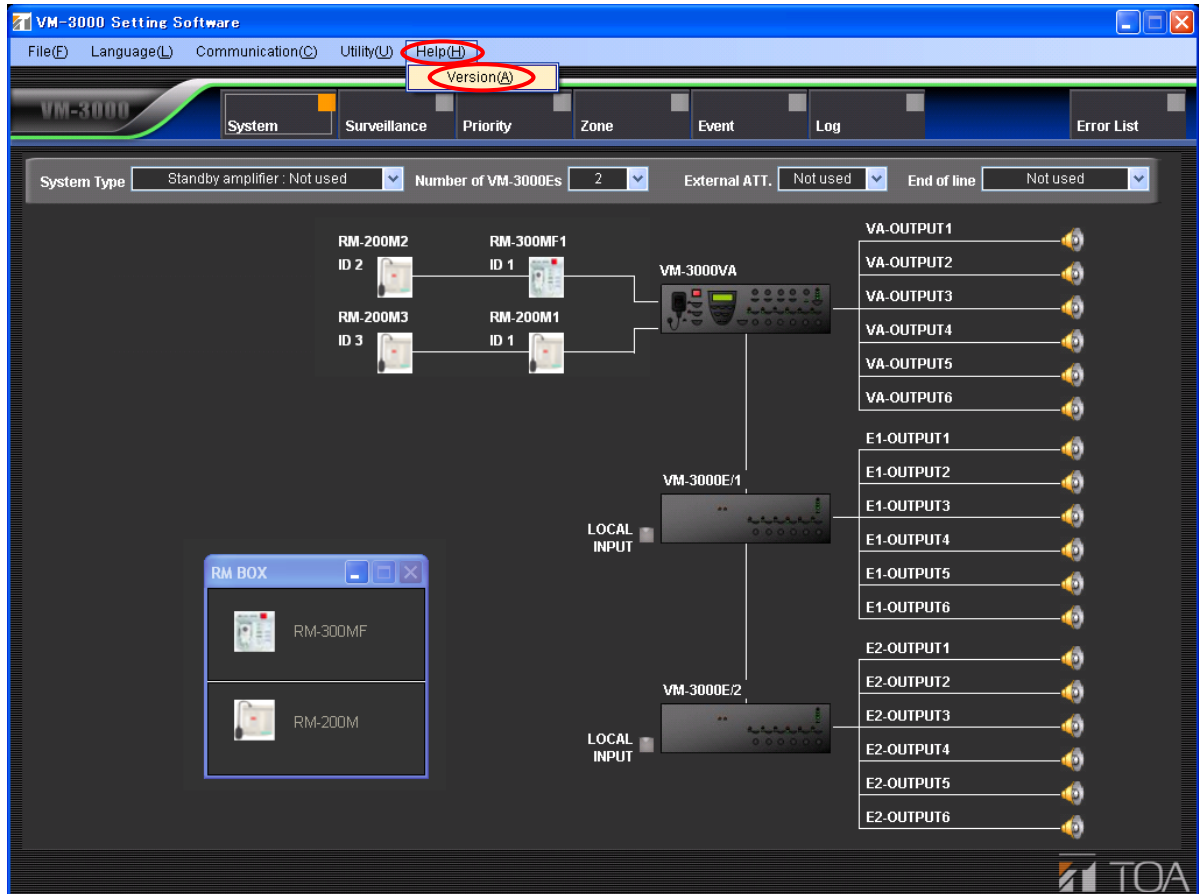 VM-3000 Setting Software
File(F) Language(L) Communication(C) Utility(U) Help(H)
Version(A)
VM-3000
System Surveillance Priority Zone Event Log Error List
System Type Standby amplifier : Not used Number of VM-3000Es 2 External ATT. Not used End of line Not used
RM-200M2 RM-300MF1
ID 2 ID 1
RM-200M3 RM-200M1
ID 3 ID 1
VM-3000VA
VA-OUTPUT1
VA-OUTPUT2
VA-OUTPUT3
VA-OUTPUT4
VA-OUTPUT5
VA-OUTPUT6
VM-3000E/1
LOCAL
INPUT
E1-OUTPUT1
E1-OUTPUT2
E1-OUTPUT3
E1-OUTPUT4
E1-OUTPUT5
E1-OUTPUT6
RM BOX
RM-300MF
RM-200M
VM-3000E/2
LOCAL
INPUT
E2-OUTPUT1
E2-OUTPUT2
E2-OUTPUT3
E2-OUTPUT4
E2-OUTPUT5
E2-OUTPUT6
TOA